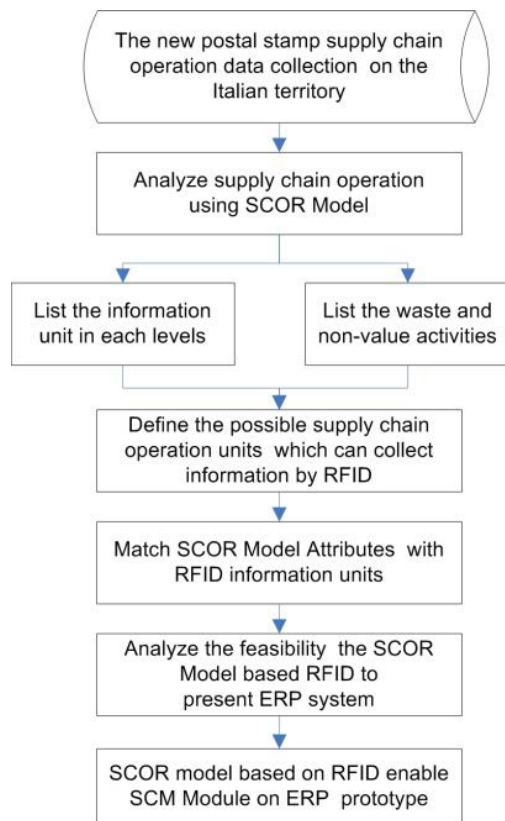 The new postal stamp supply chain
operation data collection on the
Italian territory
Analyze supply chain operation
using SCOR Model
List the information
unit in each levels
List the waste and
non-value activities
Define the possible supply chain
operation units which can collect
information by RFID
Match SCOR Model Attributes with
RFID information units
Analyze the feasibility the SCOR
Model based RFID to
present ERP system
SCOR model based on RFID enable
SCM Module on ERP prototype